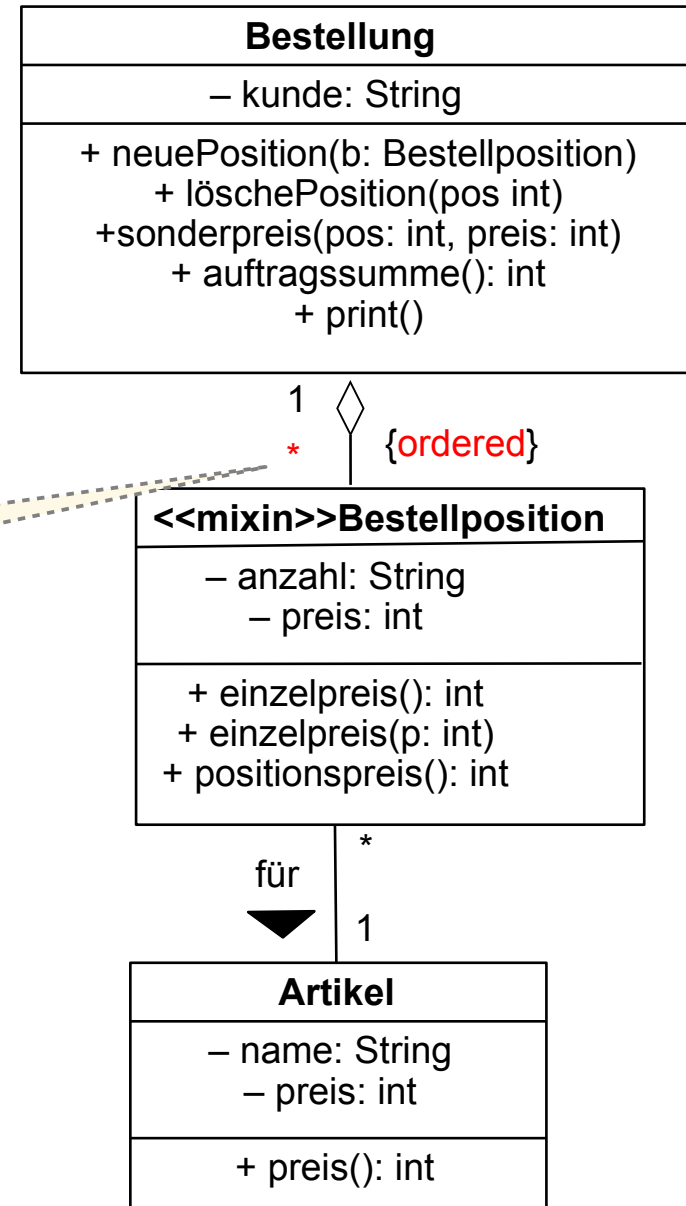 Bestellung
– kunde: String
+ neuePosition(b: Bestellposition)
+ löschePosition(pos int)
+sonderpreis(pos: int, preis: int)
+ auftragssumme(): int
+ print()
1
* {ordered}
<<mixin>>Bestellposition
– anzahl: String
– preis: int
+ einzelpreis(): int
+ einzelpreis(p: int)
+ positionspreis(): int
*
für
1
Artikel
– name: String
– preis: int
+ preis(): int